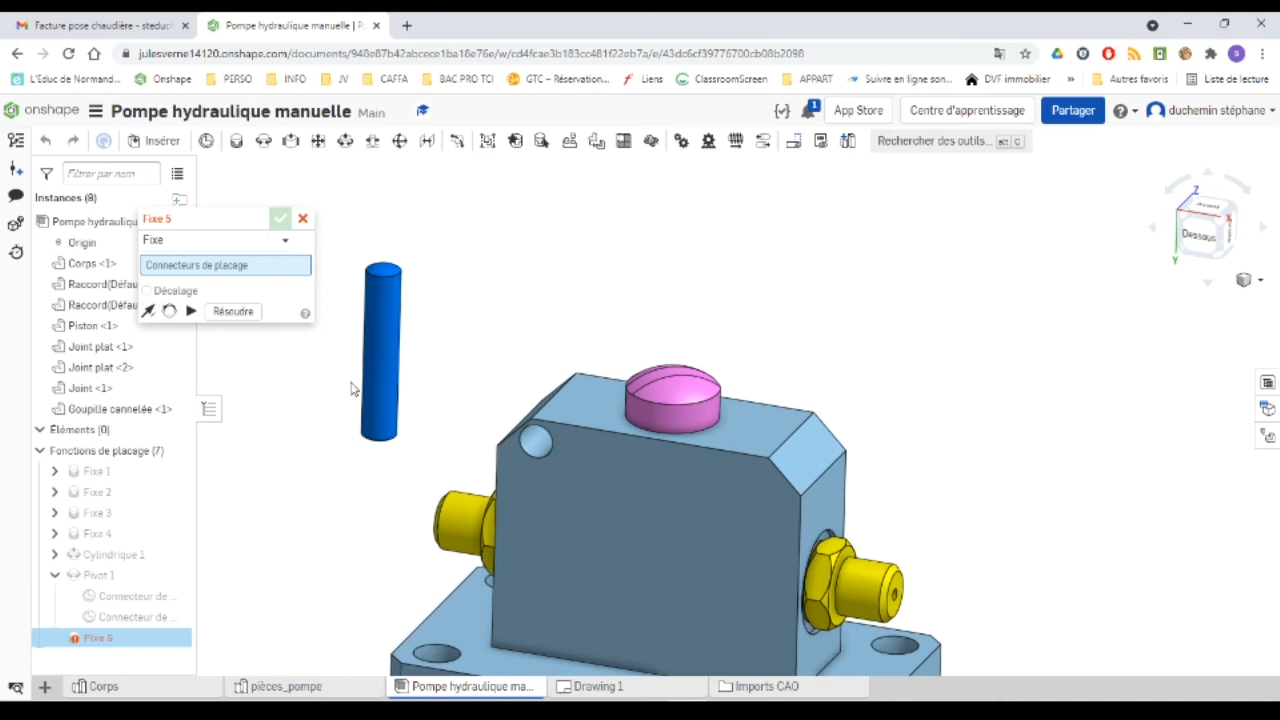 Facture pose chaudière - steduch
Pompe hydraulique manuelle | P
julesverne14120.onshape.com/documents/948e87b42abcece1ba18e76e/w/cd4fcae3b183cc481f22eb7a/e/43dc6cf39776700cb08b2098
S
L'Educ de Normand...
Onshape
PERSO
INFO
JV
CAFFA
BAC PRO TCI
GTC – Réservation...
Liens
ClassroomScreen
APPART
Suivre en ligne son...
DVF immobilier
»
Autres favoris
Liste de lecture
onshape
Pompe hydraulique manuelle Main
1
App Store
Centre d'apprentissage
Partager
duchemin stéphane
Insérer
Rechercher des outils... alt C
Filtrer par nom
Instances (8)
Pompe hydrauliqu
Origin
Corps <1>
Raccord(Défau
Raccord(Défau
Piston <1>
Joint plat <1>
Joint plat <2>
Joint <1>
Goupille cannelée <1>
Éléments (0)
Fonctions de placage (7)
Fixe 1
Fixe 2
Fixe 3
Fixe 4
Cylindrique 1
Pivot 1
Connecteur de ...
Connecteur de ...
Fixe 5
Fixe 5
Fixe
Connecteurs de placage
Décalage
Résoudre
Z
X
Y
Dessous
Corps
pièces_pompe
Pompe hydraulique ma...
Drawing 1
Imports CAO